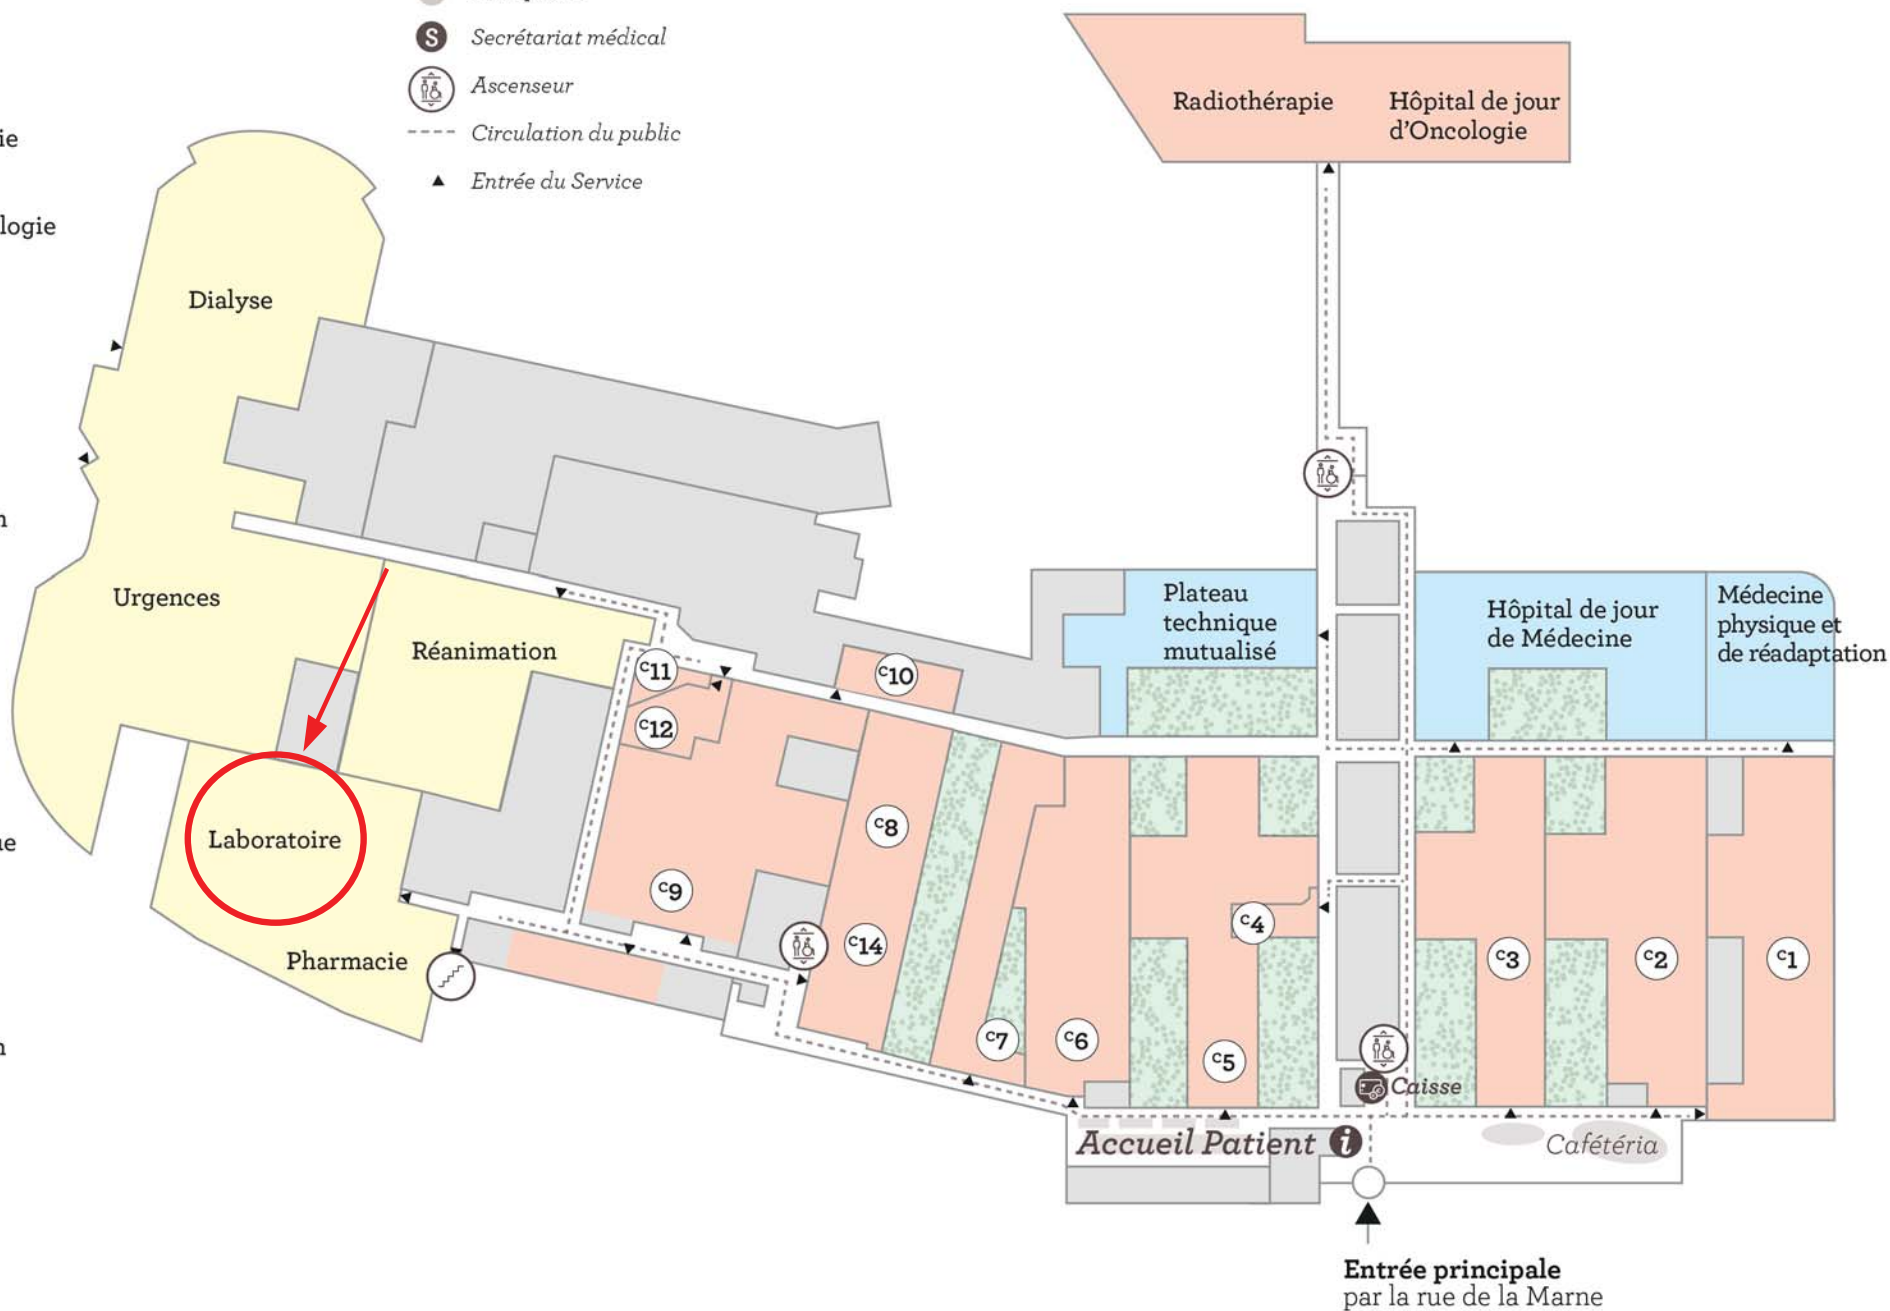 S Secrétariat médical
Ascenseur
Circulation du public
Entrée du Service
ie
logie
n
ue
n
Radiothérapie
Hôpital de jour
d'Oncologie
Dialyse
Urgences
Réanimation
Laboratoire
Pharmacie
Plateau
technique
mutualisé
Hôpital de jour
de Médecine
Médecine
physique et
de réadaptation
C11
C12
C10
C9
C8
C14
C7
C6
C5
C4
C3
C2
C1
Caisse
Accueil Patient i
Cafétéria
Entrée principale
par la rue de la Marne